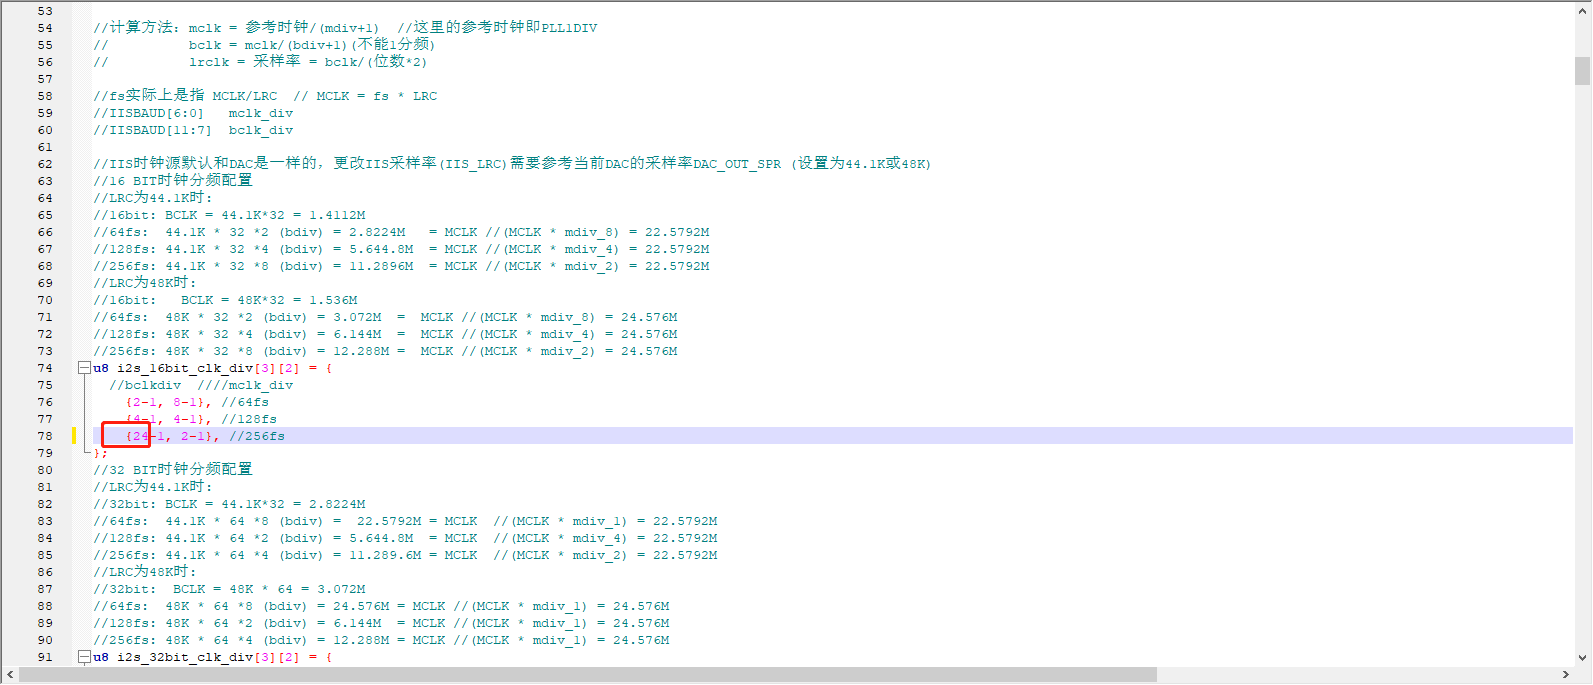 53
54 //计算方法: mclk = 参考时钟/(mdiv+1) //这里的参考时钟即PLL1DIV
55 // bclk = mclk/(bdiv+1)(不能1分频)
56 // lrclk = 采样率 = bclk/(位数*2)
57
58 //fs实际上是指 MCLK/LRC // MCLK = fs * LRC
59 //IISBAUD[6:0] mclk_div
60 //IISBAUD[11:7] bclk_div
61
62 //IIS时钟源默认和DAC是一样的, 更改IIS采样率(IIS_LRC)需要参考当前DAC的采样率DAC_OUT_SPR (设置为44.1K或48K)
63 //16 BIT时钟分频配置
64 //LRC为44.1K时:
65 //16bit: BCLK = 44.1K*32 = 1.4112M
66 //64fs: 44.1K * 32 *2 (bdiv) = 2.8224M = MCLK //(MCLK * mdiv_8) = 22.5792M
67 //128fs: 44.1K * 32 *4 (bdiv) = 5.644.8M = MCLK //(MCLK * mdiv_4) = 22.5792M
68 //256fs: 44.1K * 32 *8 (bdiv) = 11.2896M = MCLK //(MCLK * mdiv_2) = 22.5792M
69 //LRC为48K时:
70 //16bit: BCLK = 48K*32 = 1.536M
71 //64fs: 48K * 32 *2 (bdiv) = 3.072M = MCLK //(MCLK * mdiv_8) = 24.576M
72 //128fs: 48K * 32 *4 (bdiv) = 6.144M = MCLK //(MCLK * mdiv_4) = 24.576M
73 //256fs: 48K * 32 *8 (bdiv) = 12.288M = MCLK //(MCLK * mdiv_2) = 24.576M
74 u8 i2s_16bit_clk_div[3][2] = {
75 //bclkdiv ////mclk_div
76 {2-1, 8-1}, //64fs
77 {4-1, 4-1}, //128fs
78 {24-1, 2-1}, //256fs
79 };
80 //32 BIT时钟分频配置
81 //LRC为44.1K时:
82 //32bit: BCLK = 44.1K*32 = 2.8224M
83 //64fs: 44.1K * 64 *8 (bdiv) = 22.5792M = MCLK //(MCLK * mdiv_1) = 22.5792M
84 //128fs: 44.1K * 64 *2 (bdiv) = 5.644.8M = MCLK //(MCLK * mdiv_4) = 22.5792M
85 //256fs: 44.1K * 64 *4 (bdiv) = 11.289.6M = MCLK //(MCLK * mdiv_2) = 22.5792M
86 //LRC为48K时:
87 //32bit: BCLK = 48K * 64 = 3.072M
88 //64fs: 48K * 64 *8 (bdiv) = 24.576M = MCLK //(MCLK * mdiv_1) = 24.576M
89 //128fs: 48K * 64 *2 (bdiv) = 6.144M = MCLK //(MCLK * mdiv_1) = 24.576M
90 //256fs: 48K * 64 *4 (bdiv) = 12.288M = MCLK //(MCLK * mdiv_1) = 24.576M
91 u8 i2s_32bit_clk_div[3][2] = {